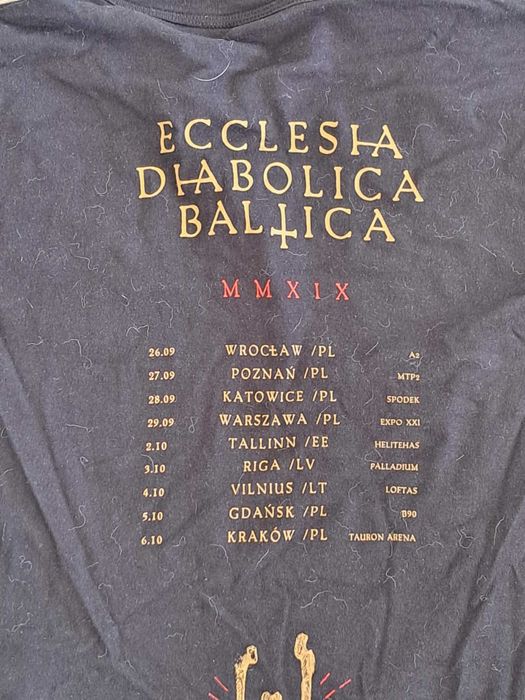 ECCLESIA
DIABOLICA
BALTICA
MMXIX
26.09 WROCŁAW /PL A2
27.09 POZNAŃ /PL MTP2
28.09 KATOWICE /PL SPODEK
29.09 WARSZAWA /PL EXPO XXI
2.10 TALLINN /EE HELITEHAS
3.10 RIGA /LV PALLADIUM
4.10 VILNIUS /LT LOFTAS
5.10 GDAŃSK /PL B90
6.10 KRAKÓW /PL TAURON ARENA